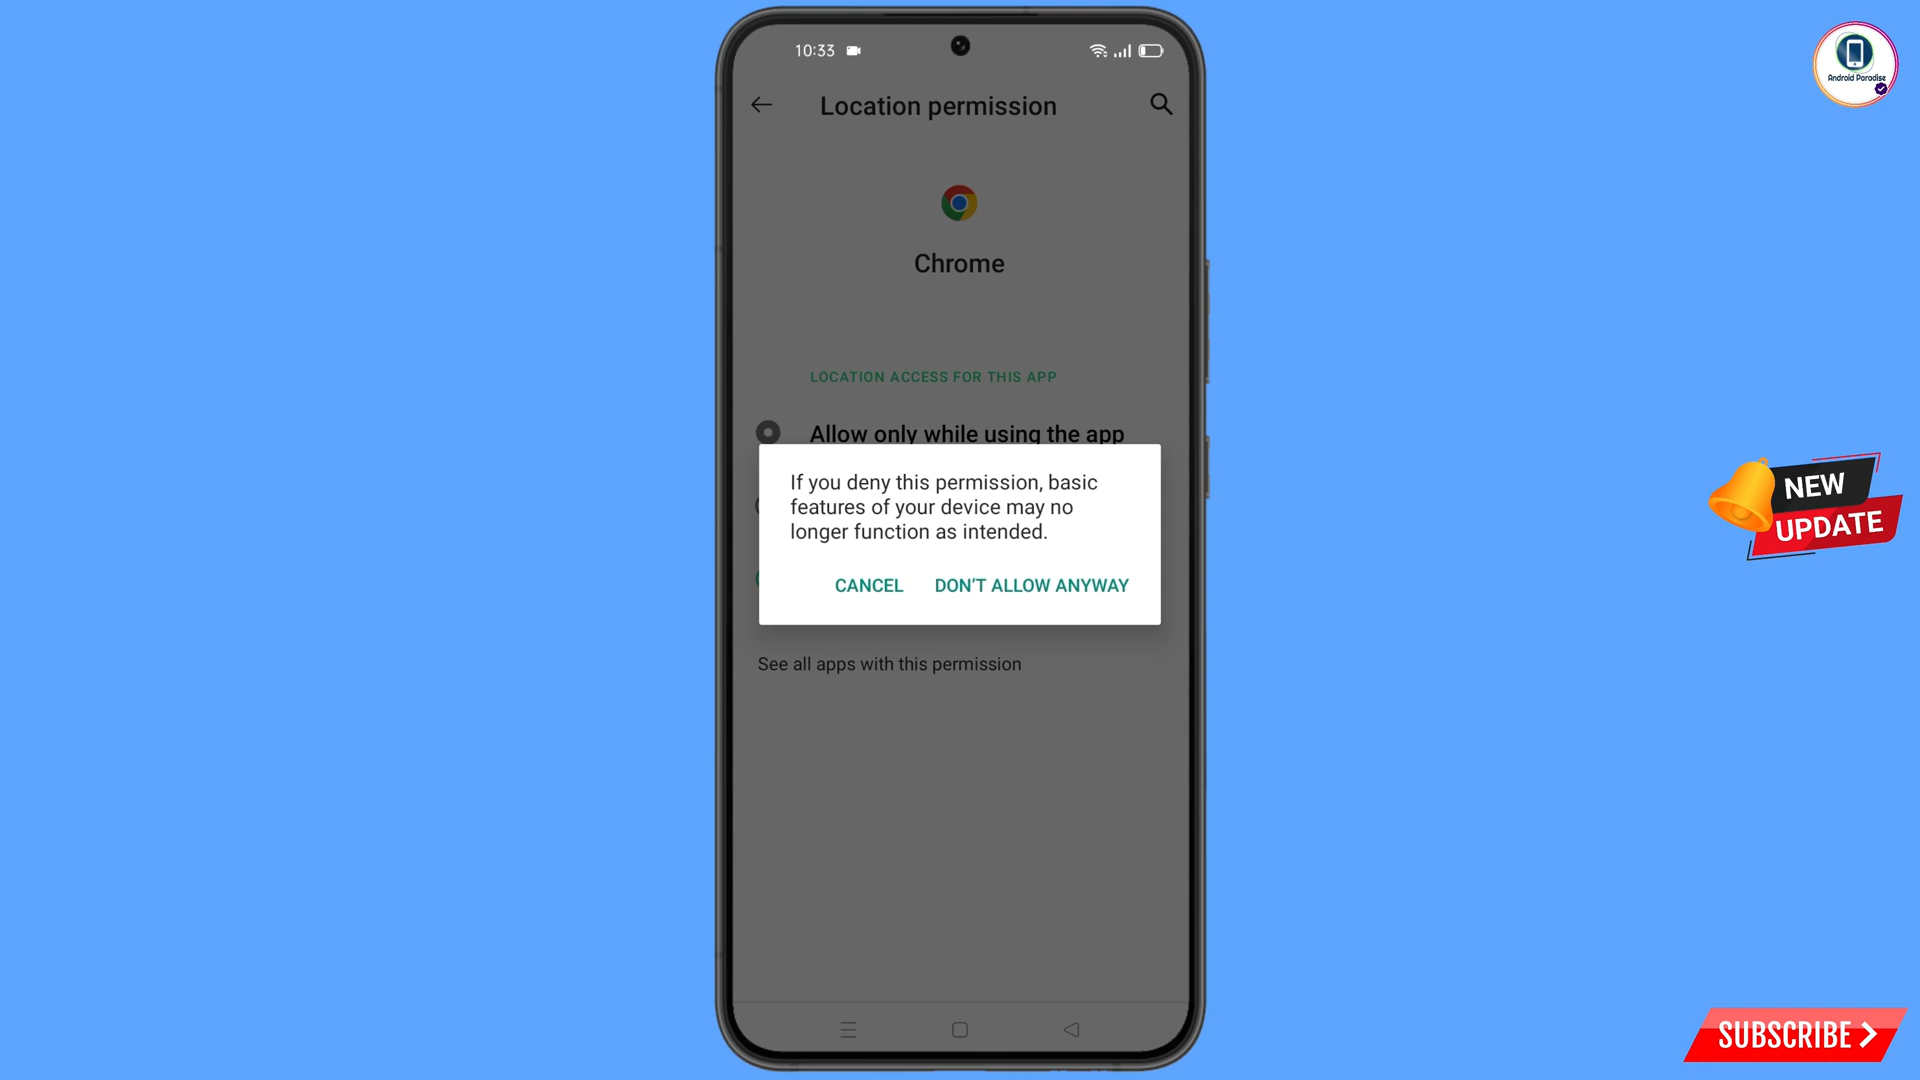 10:33
Android Paradise
Location permission
Chrome
LOCATION ACCESS FOR THIS APP
Allow only while using the app
If you deny this permission, basic
features of your device may no
longer function as intended.
CANCEL DON'T ALLOW ANYWAY
NEW
UPDATE
See all apps with this permission
SUBSCRIBE